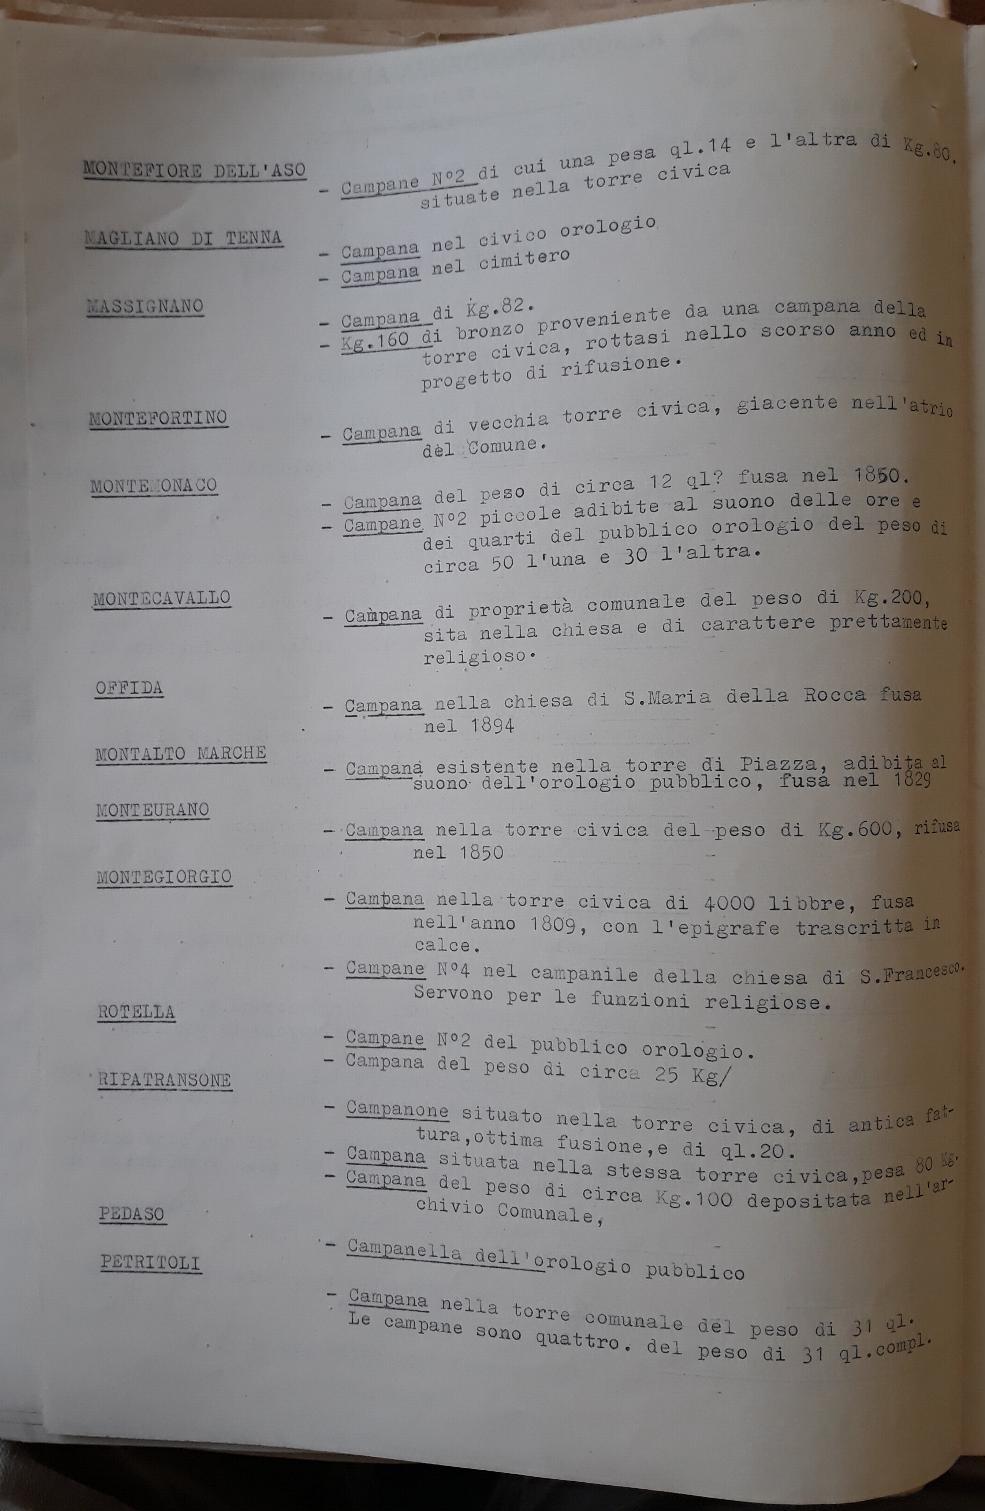 MONTEFIORE DELL'ASO
- Campane N°2 di cui una pesa ql.14 e l'altra di Kg.80.
situate nella torre civica
MAGLIANO DI TENNA
- Campana nel civico orologio
- Campana nel cimitero
MASSIGNANO
- Campana di Kg.82.
- Kg.160 di bronzo proveniente da una campana della
torre civica, rottasi nello scorso anno ed in
progetto di rifusione.
MONTEFORTINO
- Campana di vecchia torre civica, giacente nell'atrio
del Comune.
MONTEMONACO
- Campana del peso di circa 12 ql? fusa nel 1850.
- Campane N°2 piccole adibite al suono delle ore e
dei quarti del pubblico orologio del peso di
circa 50 l'una e 30 l'altra.
MONTECAVALLO
- Campana di proprietà comunale del peso di Kg.200,
sita nella chiesa e di carattere prettamente
religioso.
OFFIDA
- Campana nella chiesa di S.Maria della Rocca fusa
nel 1894
MONTALTO MARCHE
- Campana esistente nella torre di Piazza, adibita al
suono dell'orologio pubblico, fusa nel 1829
MONTEURANO
- Campana nella torre civica del peso di Kg.600, rifusa
nel 1850
MONTEGIORGIO
- Campana nella torre civica di 4000 libbre, fusa
nell'anno 1809, con l'epigrafe trascritta in
calce.
- Campane N°4 nel campanile della chiesa di S.Francesco.
Servono per le funzioni religiose.
ROTELLA
- Campane N°2 del pubblico orologio.
- Campana del peso di circa 25 Kg/
RIPATRANSONE
- Campanone situato nella torre civica, di antica fat-
tura,ottima fusione,e di ql.20.
- Campana situata nella stessa torre civica,pesa 80 Kg.
- Campana del peso di circa Kg.100 depositata nell'ar-
chivio Comunale,
PEDASO
- Campanella dell'orologio pubblico
PETRITOLI
- Campana nella torre comunale del peso di 31 ql.
Le campane sono quattro. del peso di 31 ql.compl.